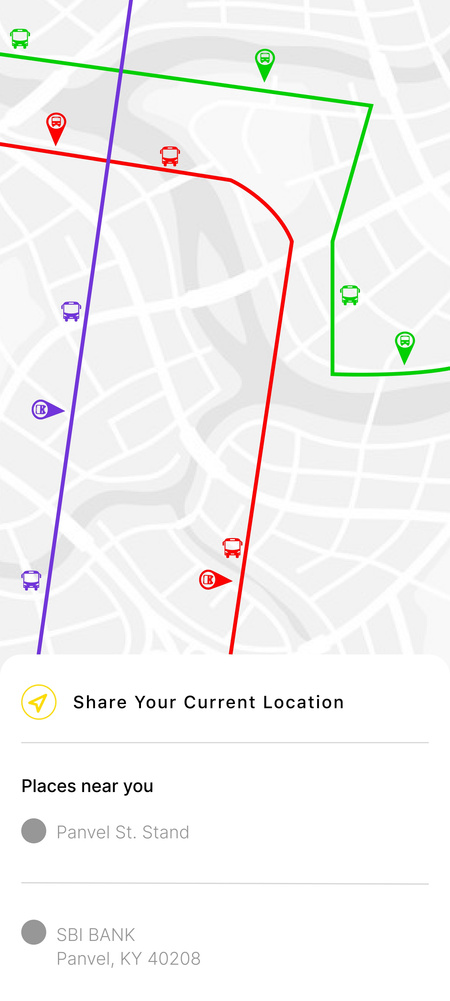 Share Your Current Location
Places near you
Panvel St. Stand
SBI BANK
Panvel, KY 40208